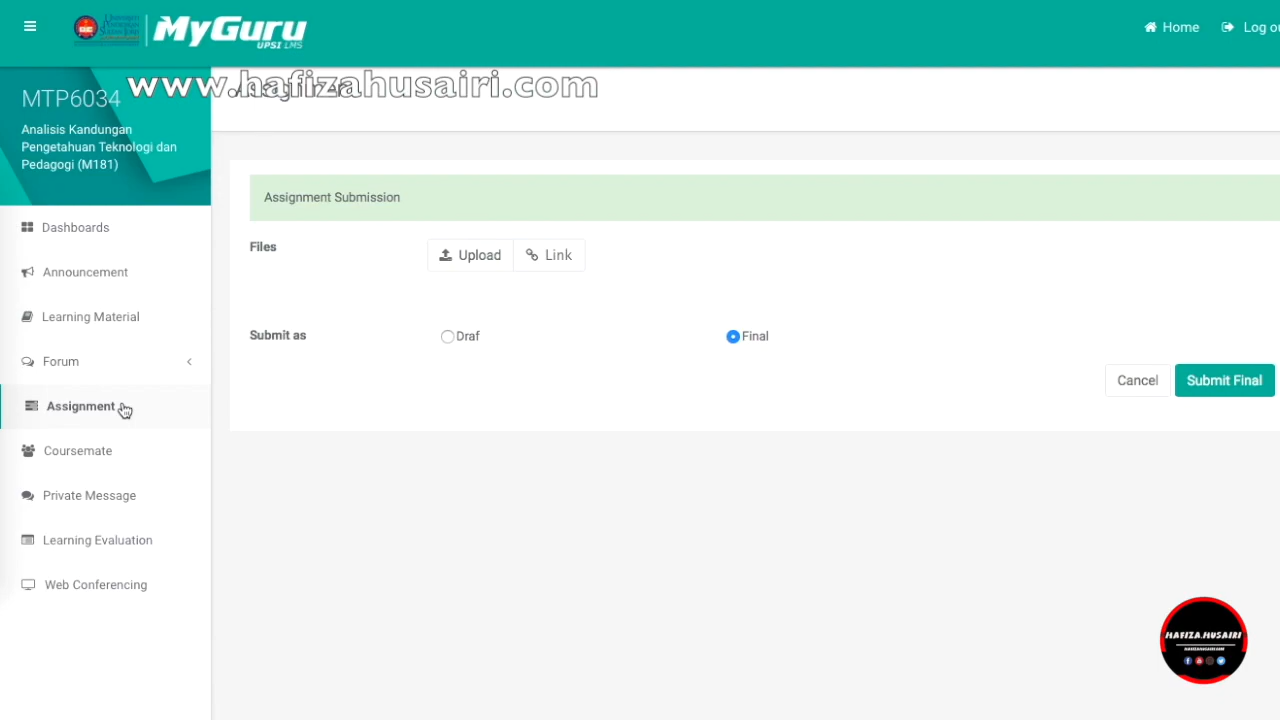 MyGuru
UPSI LMS
Home
Log ou
www.hafizahusairi.com
MTP6034
Analisis Kandungan
Pengetahuan Teknologi dan
Pedagogi (M181)
Dashboards
Announcement
Learning Material
Forum
Assignment
Coursemate
Private Message
Learning Evaluation
Web Conferencing
Assignment Submission
Files
Upload
Link
Submit as
Draf
Final
Cancel
Submit Final
HAFIZA.HUSAIRI